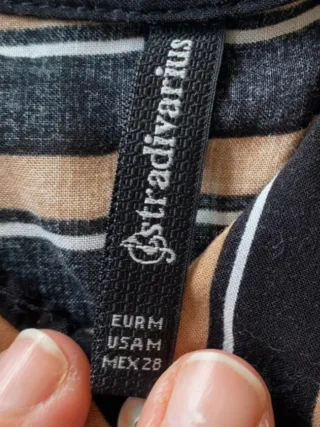 stradivarius
EUR M
USA M
MEX 28